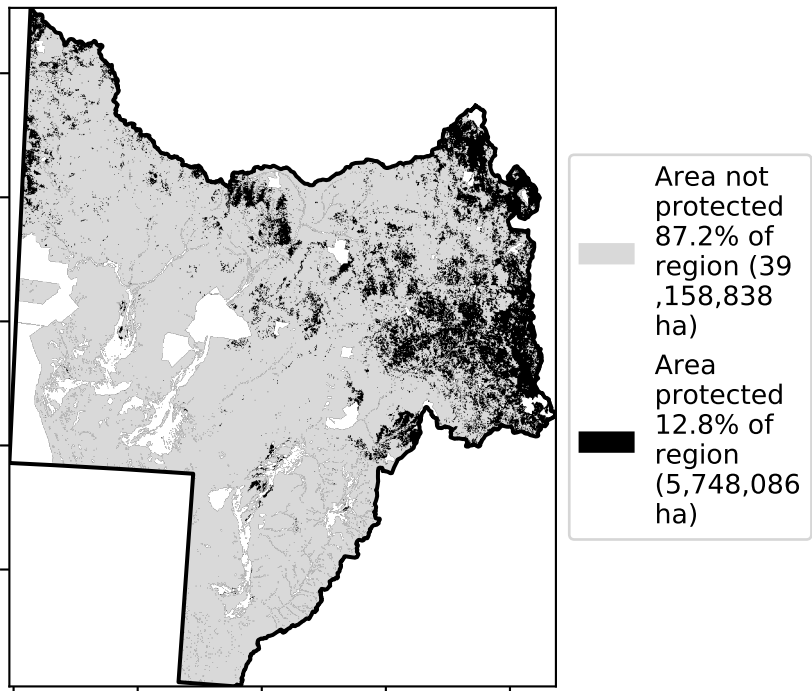 Area not
protected
87.2% of
region (39
,158,838
ha)
Area
protected
12.8% of
region
(5,748,086
ha)